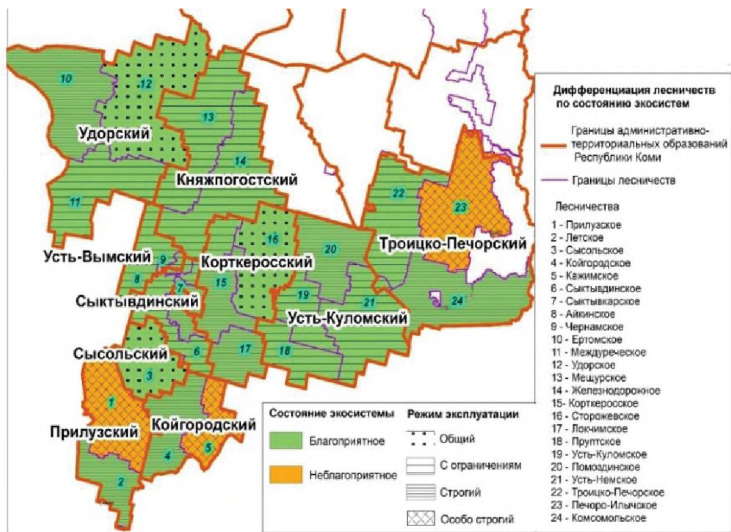 10
12
Удорский
13
14
Княжпогостский
11
22
23
Троицко-Печорский
Усть-Вымский
9
8
16
Корткеросский
20
7
15
19
21
24
Сыктывдинский
Усть-Куломский
Сысольский
6
17
18
3
1
Прилузский
Койгородский
4
5
2
Дифференциация лесничеств
по состоянию экосистем
Границы административно-
территориальных образований
Республики Коми
Границы лесничеств
Лесничества
1 - Прилузское
2 - Летское
3 - Сысольское
4 - Койгородское
5 - Кажимское
6 - Сыктывдинское
7 - Сыктывкарское
8 - Айкинское
9 - Чернамское
10 - Ертомское
11 - Междуреческое
12 - Удорское
13 - Мещурское
14 - Железнодорожное
15 - Корткеросское
16 - Сторожевское
17 - Локчимское
18 - Пруптское
19 - Усть-Куломское
20 - Помоздинское
21 - Усть-Немское
22 - Троицко-Печорское
23 - Печоро-Илычское
24 - Комсомольское
Состояние экосистемы
Благоприятное
Неблагоприятное
Режим эксплуатации
Общий
С ограничениям
Строгий
Особо строгий